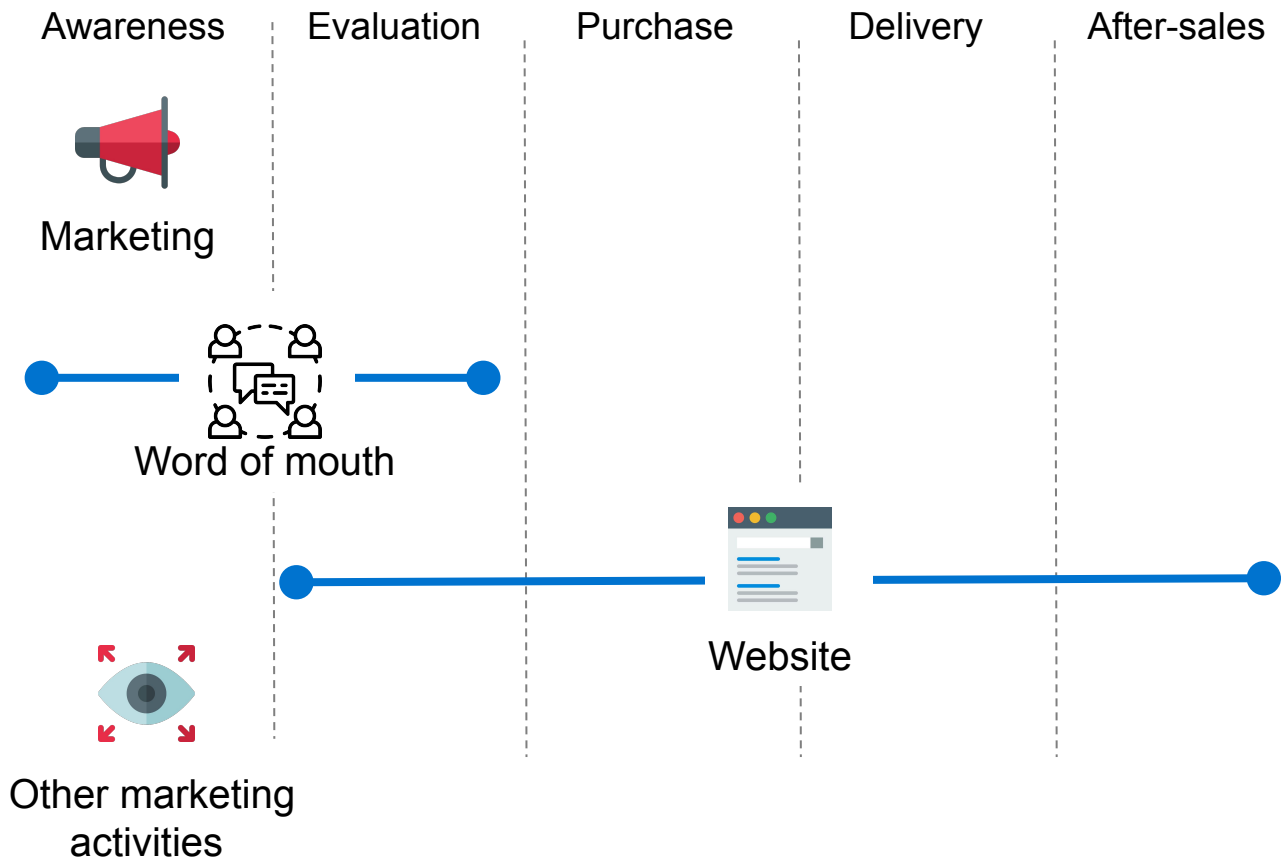 Awareness
Evaluation
Purchase
Delivery
After-sales
Marketing
Word of mouth
Website
Other marketing
activities